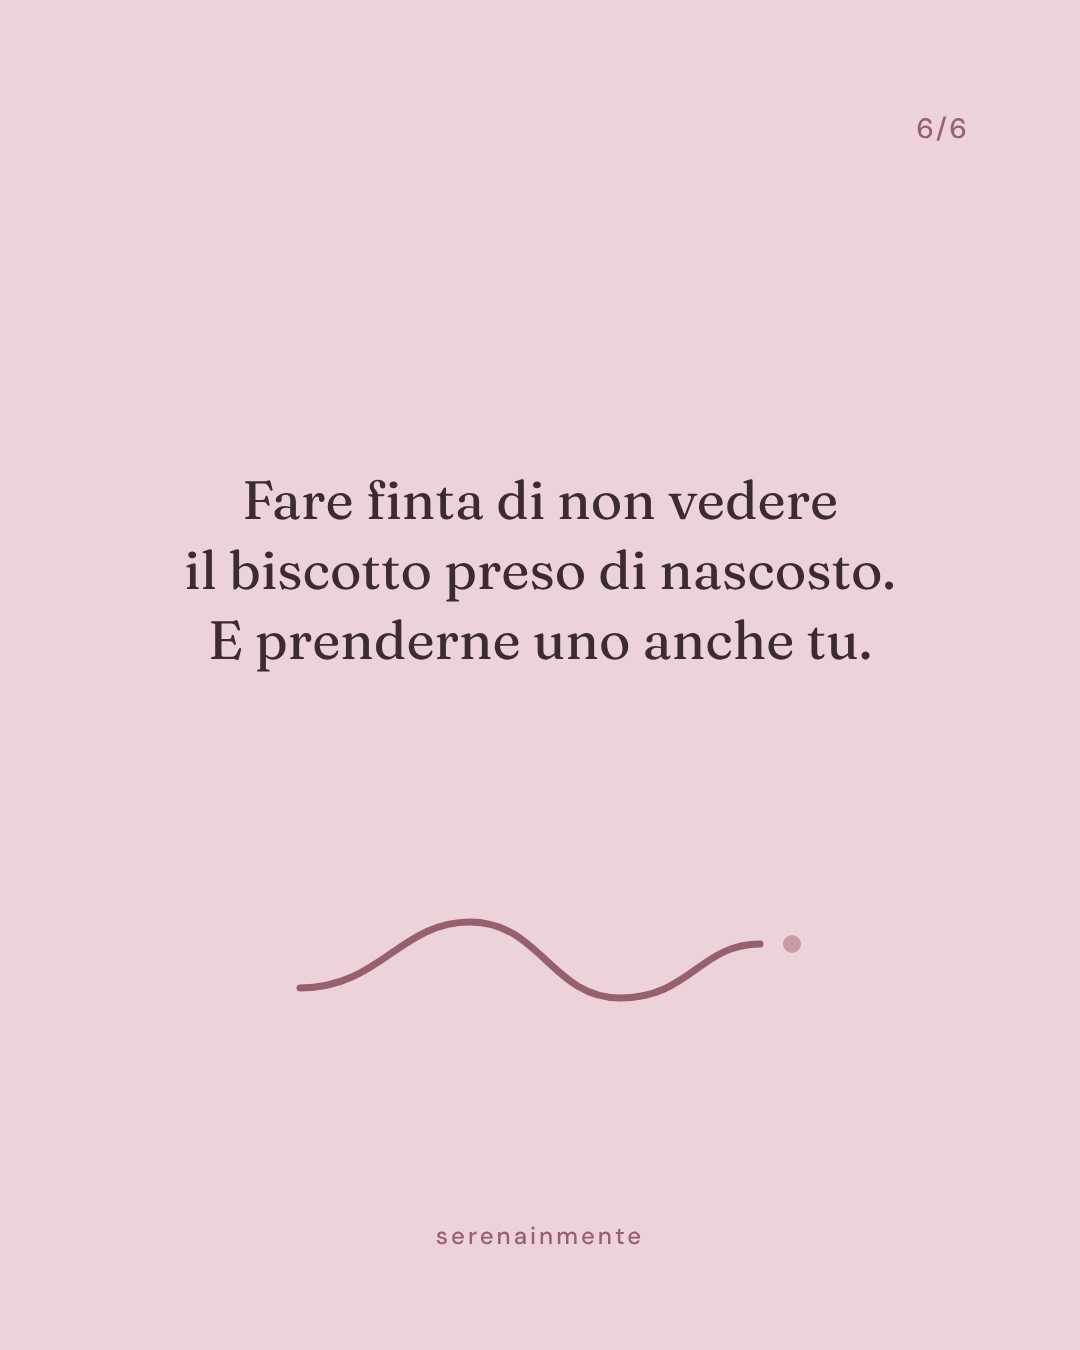 6/6
Fare finta di non vedere
il biscotto preso di nascosto.
E prenderne uno anche tu.
serenainmente